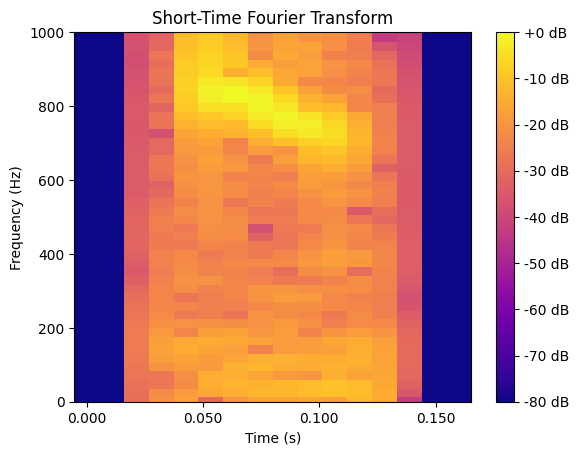 Short-Time Fourier Transform
1000
800
600
400
200
0
Frequency (Hz)
0.000
0.050
0.100
0.150
Time (s)
+0 dB
-10 dB
-20 dB
-30 dB
-40 dB
-50 dB
-60 dB
-70 dB
-80 dB